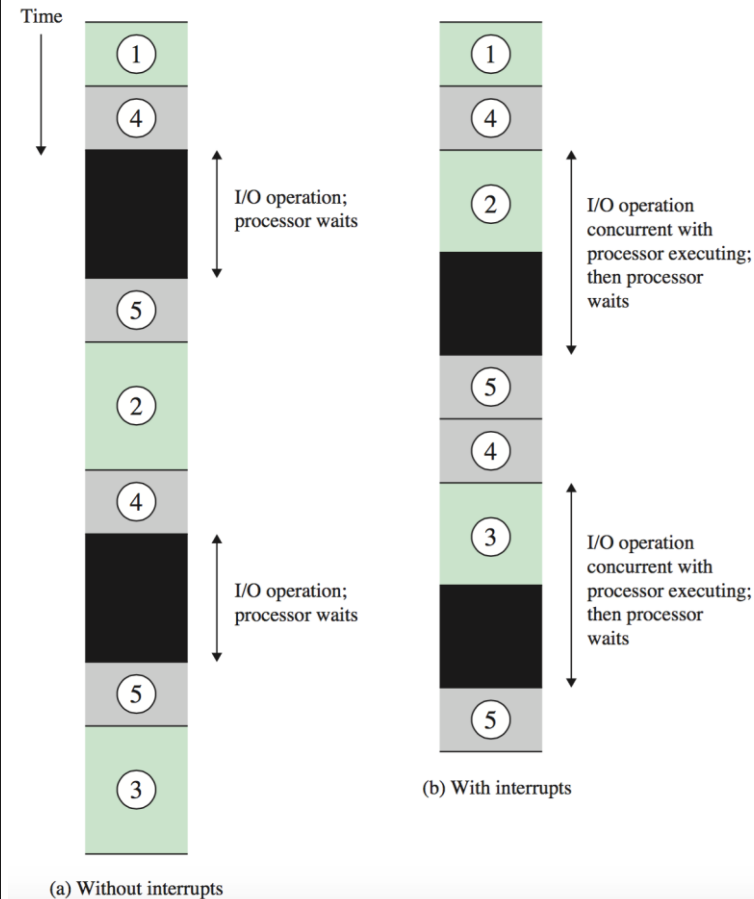 Time
1
4
I/O operation;
processor waits
5
2
4
I/O operation;
processor waits
5
3
(a) Without interrupts
1
4
2
I/O operation
concurrent with
processor executing;
then processor
waits
5
4
3
I/O operation
concurrent with
processor executing;
then processor
waits
5
(b) With interrupts